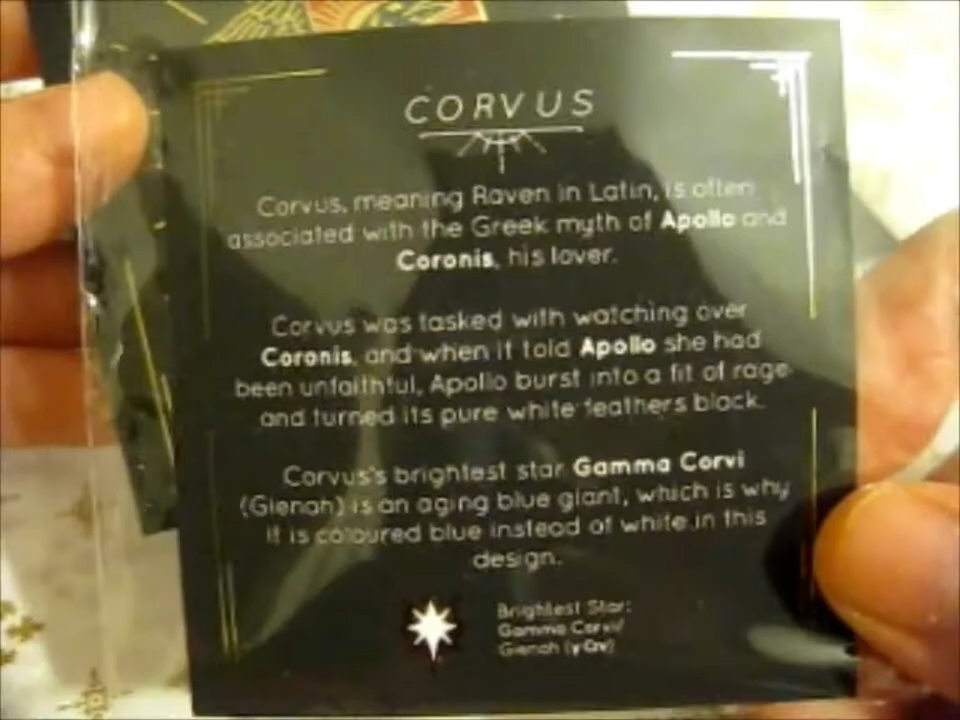 CORVUS
Corvus, meaning Raven in Latin, is often
associated with the Greek myth of Apollo and
Coronis, his lover.
Corvus was tasked with watching over
Coronis, and when it told Apollo she had
been unfaithful, Apollo burst into a fit of rage
and turned its pure white feathers black.
Corvus's brightest star Gamma Corvi
(Gienah) is an aging blue giant, which is why
it is coloured blue instead of white in this
design.
Brightest Star:
Gamma Corvi/
Gienah (γ Crv)